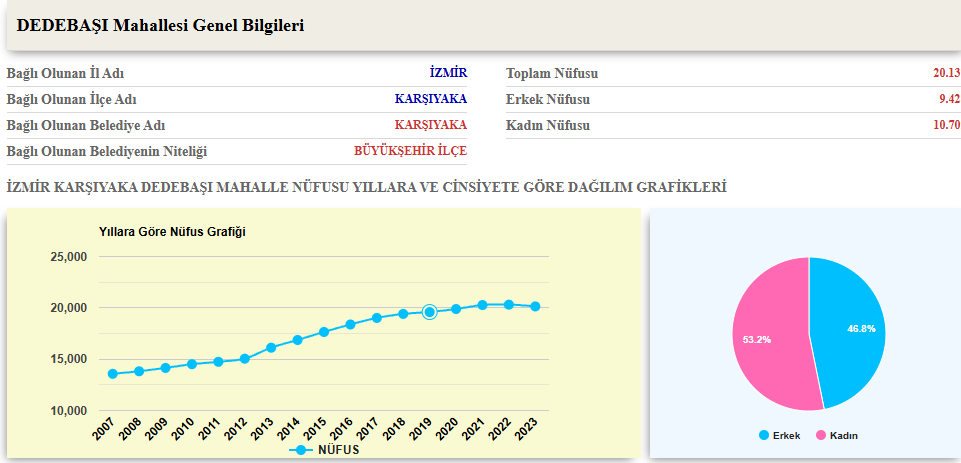 DEDEBAŞI Mahallesi Genel Bilgileri
Bağlı Olunan İl Adı İZMİR
Bağlı Olunan İlçe Adı KARŞIYAKA
Bağlı Olunan Belediye Adı KARŞIYAKA
Bağlı Olunan Belediyenin Niteliği BÜYÜKŞEHİR İLÇE
Toplam Nüfusu 20.13
Erkek Nüfusu 9.42
Kadın Nüfusu 10.70
İZMİR KARŞIYAKA DEDEBAŞI MAHALLE NÜFUSU YILLARA VE CİNSİYETE GÖRE DAĞILIM GRAFİKLERİ
Yıllara Göre Nüfus Grafiği
25,000
20,000
15,000
10,000
2007 2008 2009 2010 2011 2012 2013 2014 2015 2016 2017 2018 2019 2020 2021 2022 2023
NÜFUS
46.8%
53.2%
Erkek Kadın